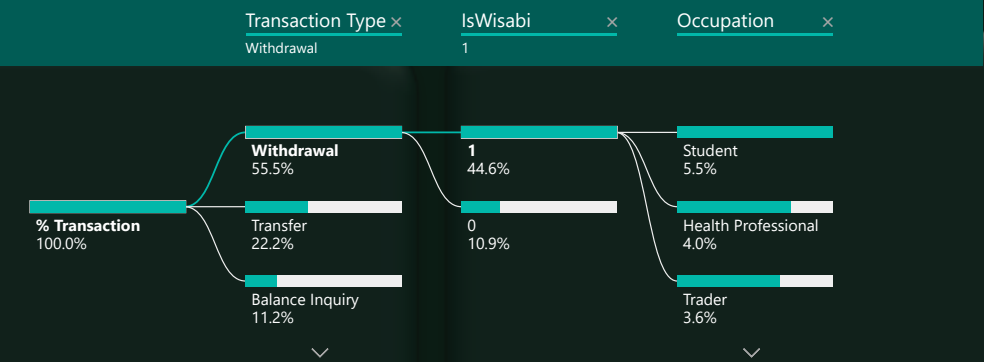 Transaction Type
IsWisabi
Occupation
Withdrawal
1
Withdrawal
55.5%
1
44.6%
Student
5.5%
% Transaction
100.0%
Transfer
22.2%
0
10.9%
Health Professional
4.0%
Balance Inquiry
11.2%
Trader
3.6%